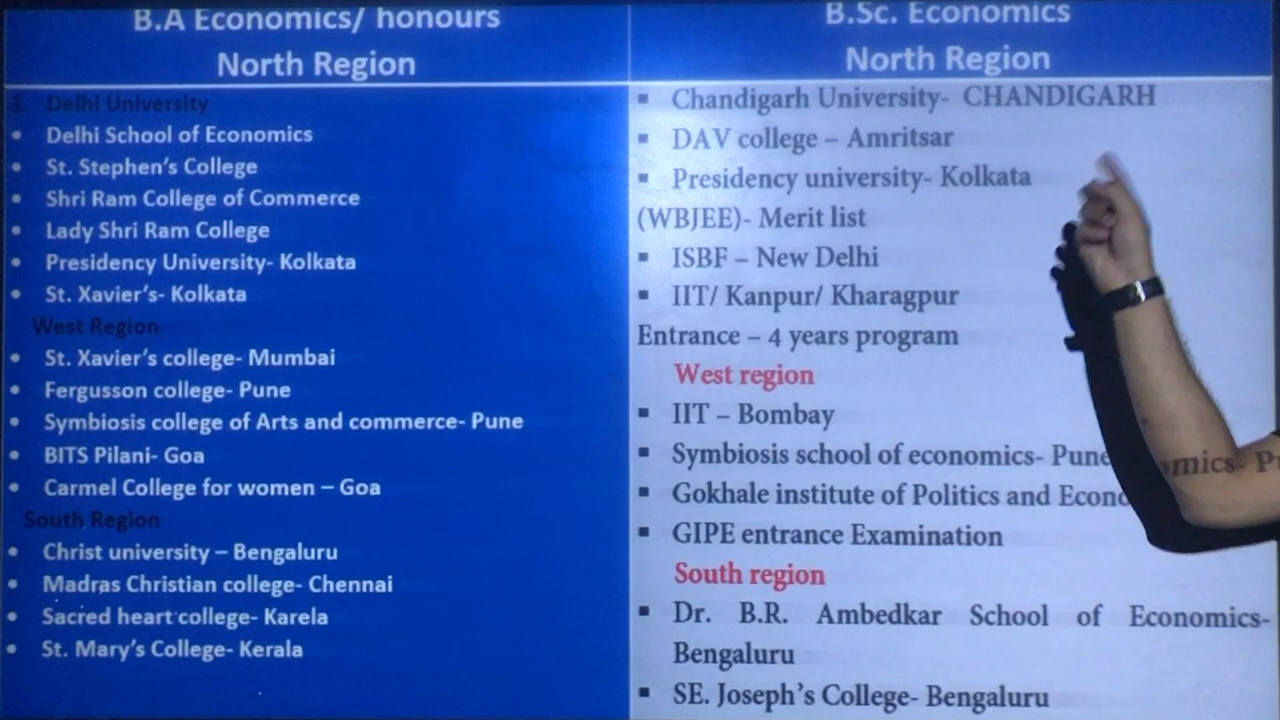 B.A Economics/ honours
North Region
1. Delhi University
• Delhi School of Economics
• St. Stephen's College
• Shri Ram College of Commerce
• Lady Shri Ram College
• Presidency University- Kolkata
• St. Xavier's- Kolkata
West Region
• St. Xavier's college- Mumbai
• Fergusson college- Pune
• Symbiosis college of Arts and commerce- Pune
• BITS Pilani- Goa
• Carmel College for women – Goa
South Region
• Christ university – Bengaluru
• Madras Christian college- Chennai
• Sacred heart college- Karela
• St. Mary's College- Kerala
B.Sc. Economics
North Region
▪ Chandigarh University- CHANDIGARH
▪ DAV college – Amritsar
▪ Presidency university- Kolkata
(WBJEE)- Merit list
▪ ISBF – New Delhi
▪ IIT/ Kanpur/ Kharagpur
Entrance – 4 years program
West region
▪ IIT – Bombay
▪ Symbiosis school of economics- Pune
▪ Gokhale institute of Politics and
▪ GIPE entrance Examination
South region
▪ Dr. B.R. Ambedkar School of Economics-
Bengaluru
▪ SE. Joseph's College- Bengaluru